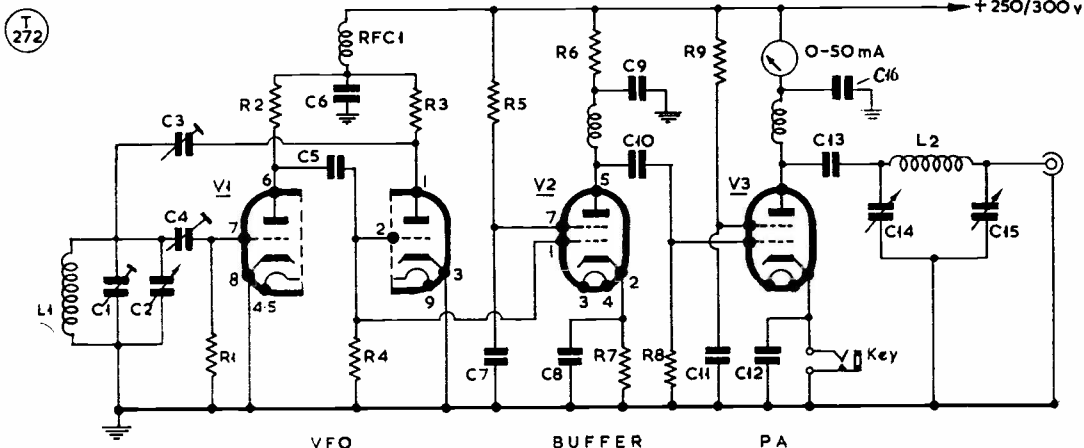 T
272
+ 250/300 v
RFC1
R6
C9
R9
0-50mA
C16
R2
C6
R3
R5
C3
C5
C10
C13
L2
V1
6
1
V2
5
V3
C4
7
2
7
1
8
4·5
3
9
3
4
2
C14
C15
L1
C1
C2
R1
R4
C7
C8
R7
R8
C11
C12
Key
VFO
BUFFER
PA